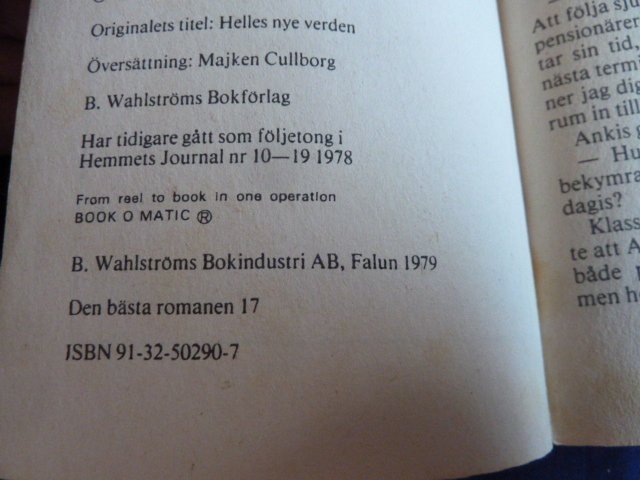 Originalets titel: Helles nye verden
Översättning: Majken Cullborg
B. Wahlströms Bokförlag
Har tidigare gått som följetong i
Hemmets Journal nr 10—19 1978
From reel to book in one operation
BOOK O MATIC ®
B. Wahlströms Bokindustri AB, Falun 1979
Den bästa romanen 17
ISBN 91-32-50290-7
Att följa
pensionärer
tar sin tid.
nästa
ner jag
rum in till
Ankis
— Hu
bekymra
dagis?
Klass
te att A
både
men